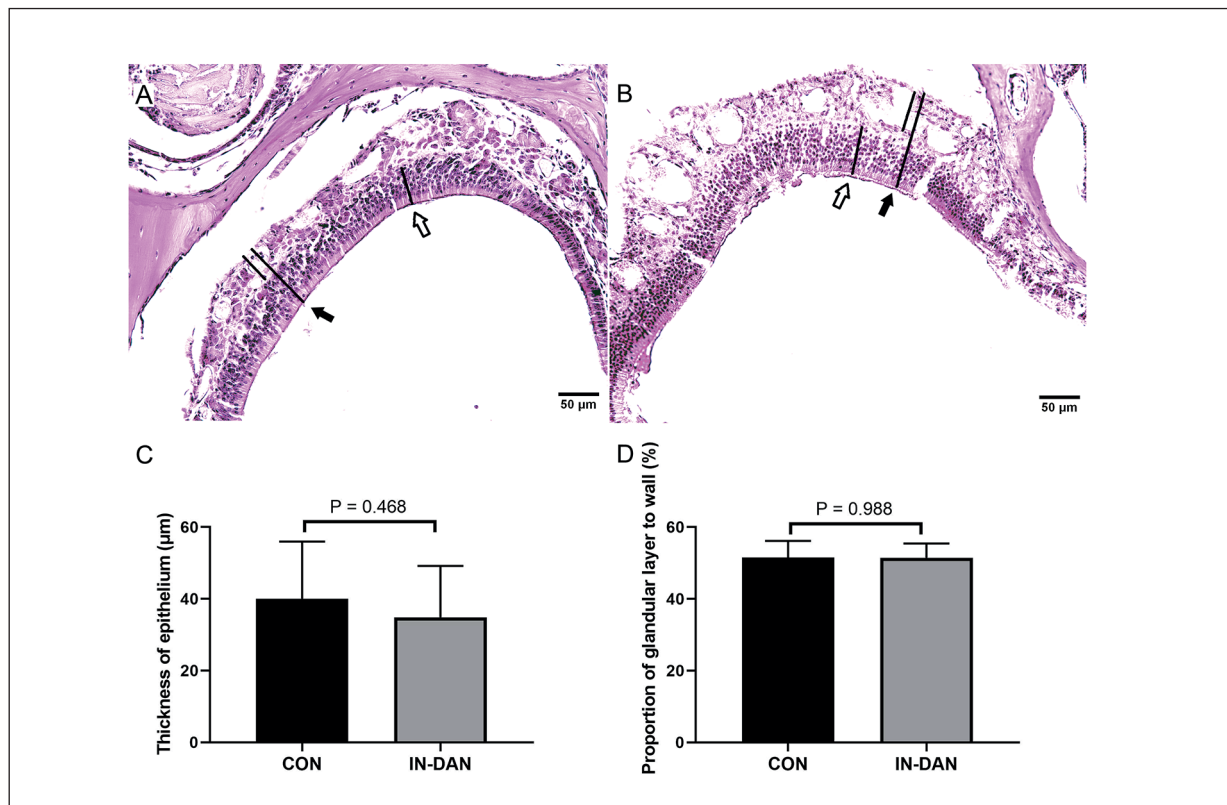 A
B
50 µm
50 µm
C
D
Thickness of epithelium (µm)
P = 0.468
60
40
20
0
CON
IN-DAN
Proportion of glandular layer to wall (%)
P = 0.988
60
40
20
0
CON
IN-DAN